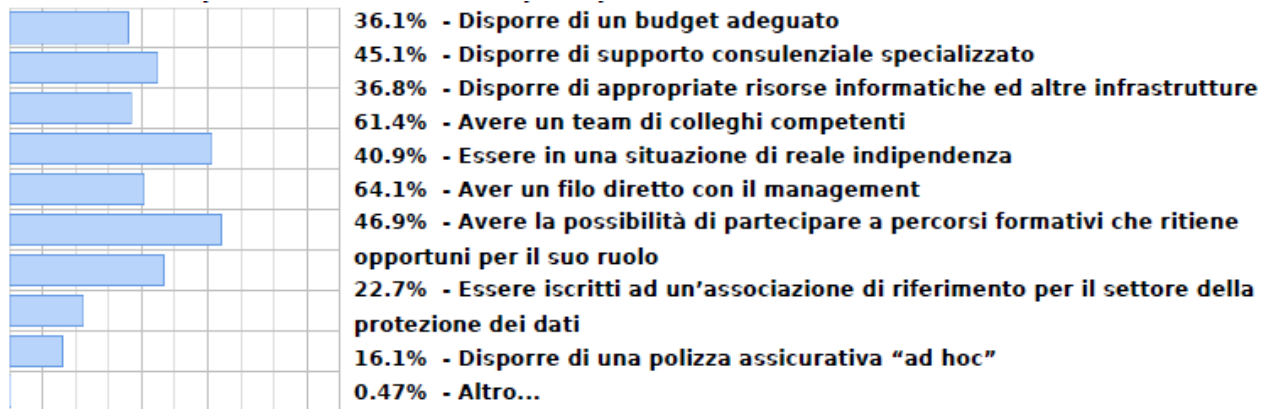 36.1% - Disporre di un budget adeguato
45.1% - Disporre di supporto consulenziale specializzato
36.8% - Disporre di appropriate risorse informatiche ed altre infrastrutture
61.4% - Avere un team di colleghi competenti
40.9% - Essere in una situazione di reale indipendenza
64.1% - Aver un filo diretto con il management
46.9% - Avere la possibilità di partecipare a percorsi formativi che ritiene
opportuni per il suo ruolo
22.7% - Essere iscritti ad un’associazione di riferimento per il settore della
protezione dei dati
16.1% - Disporre di una polizza assicurativa “ad hoc”
0.47% - Altro...